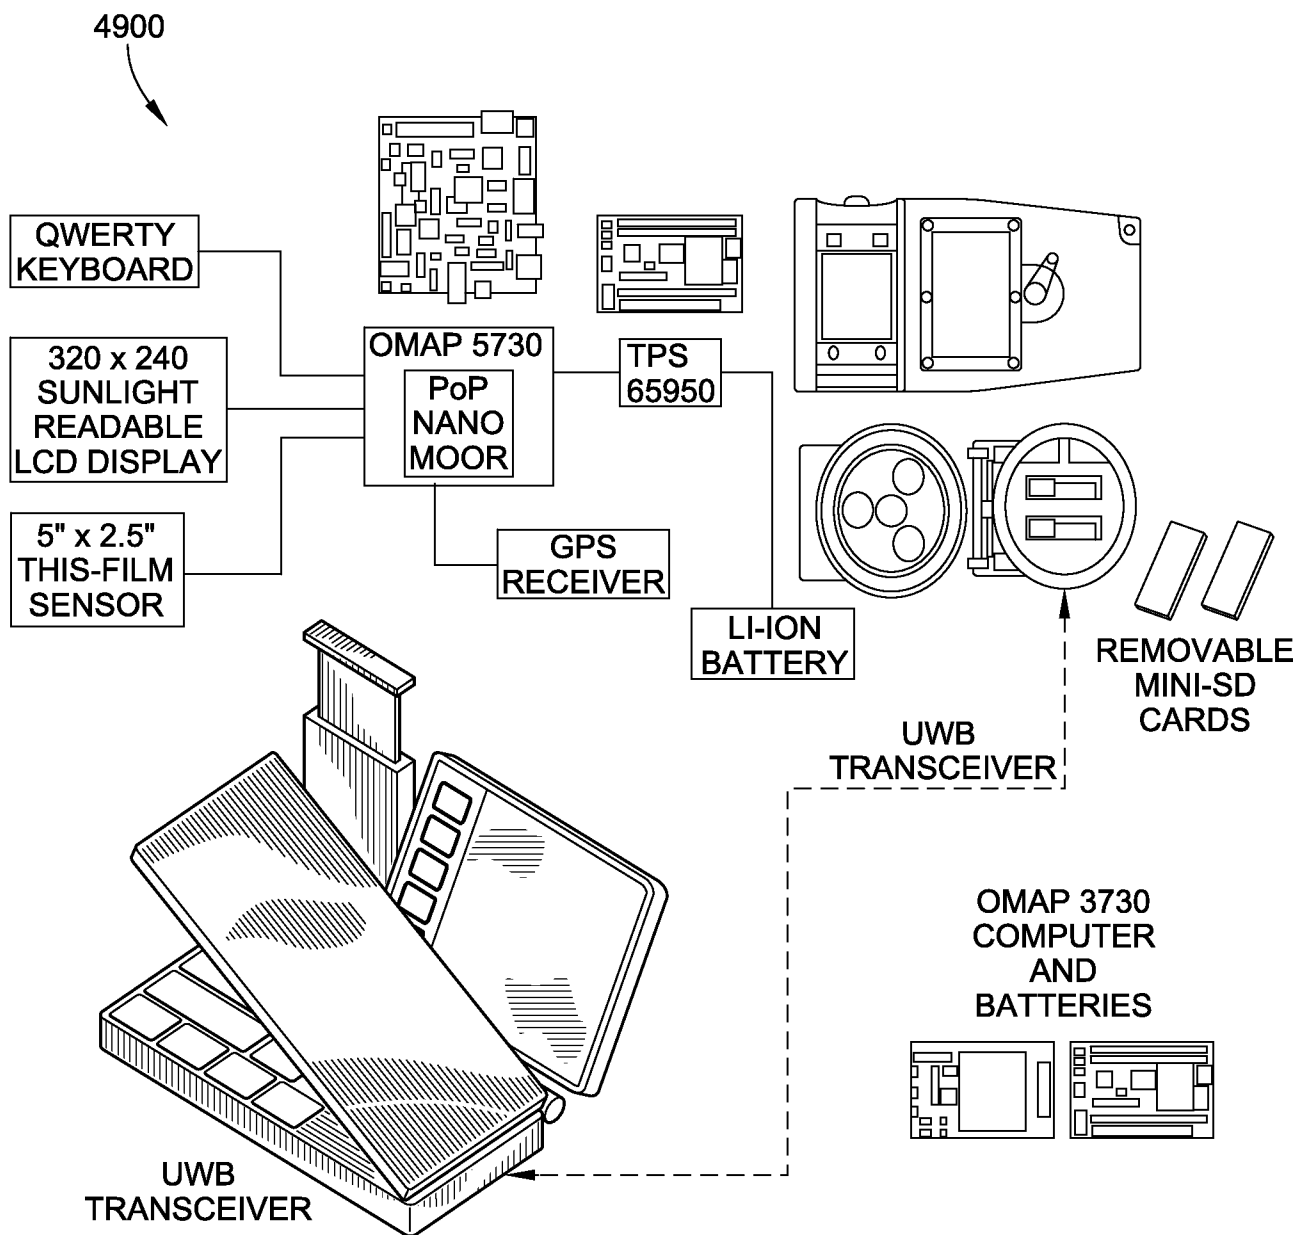 4900
QWERTY
KEYBOARD
320 x 240
SUNLIGHT
READABLE
LCD DISPLAY
5" x 2.5"
THIS-FILM
SENSOR
OMAP 5730
PoP
NANO
MOOR
TPS
65950
GPS
RECEIVER
LI-ION
BATTERY
REMOVABLE
MINI-SD
CARDS
UWB
TRANSCEIVER
OMAP 3730
COMPUTER
AND
BATTERIES
UWB
TRANSCEIVER